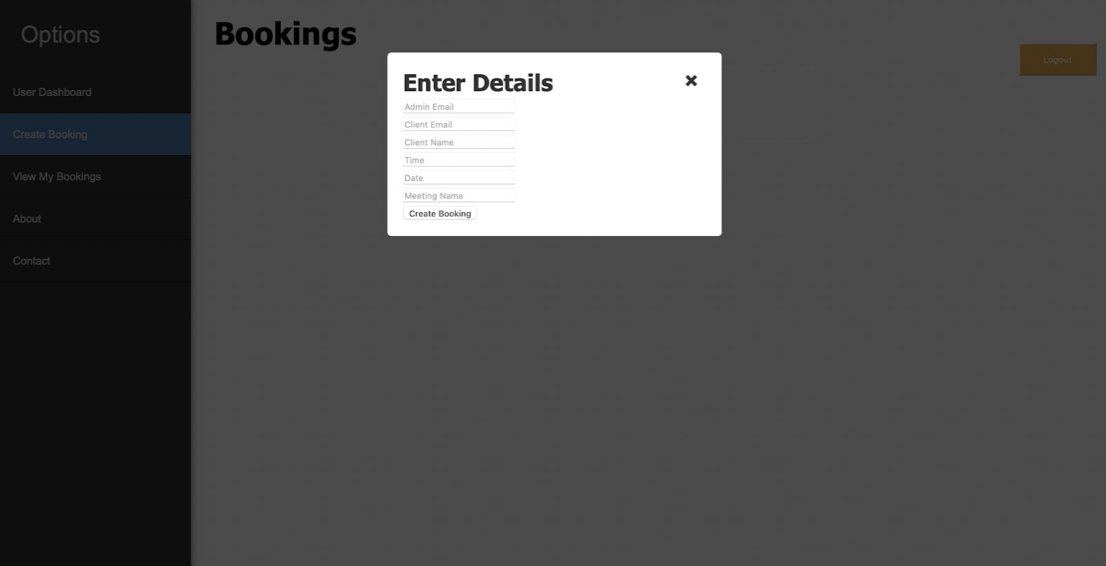 Options
User Dashboard
Create Booking
View My Bookings
About
Contact
Bookings
Logout
Enter Details
Admin Email
Client Email
Client Name
Time
Date
Meeting Name
Create Booking